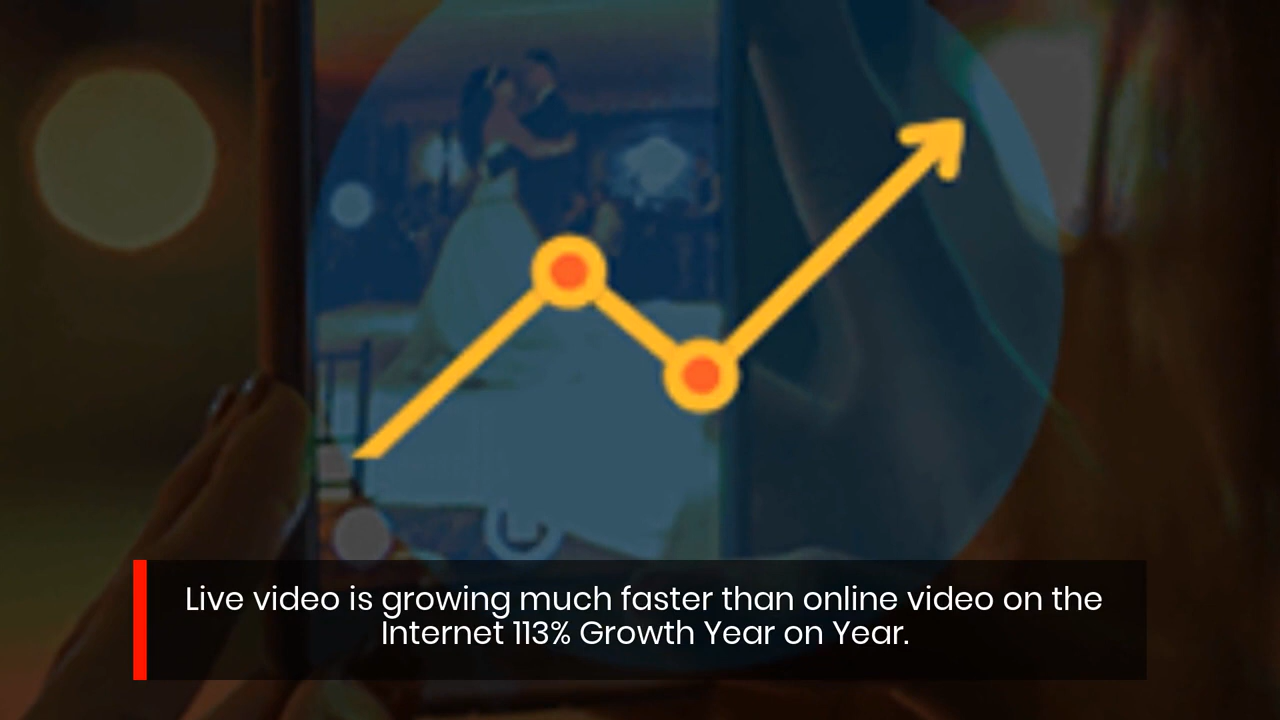 Live video is growing much faster than online video on the
Internet 113% Growth Year on Year.